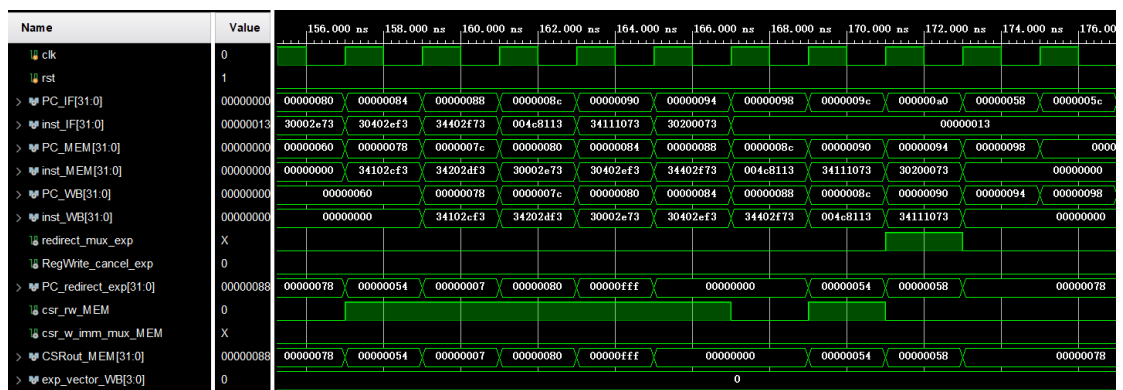 Name Value 156.000 ns 158.000 ns 160.000 ns 162.000 ns 164.000 ns 166.000 ns 168.000 ns 170.000 ns 172.000 ns 174.000 ns 176.00
clk 0
rst 1
PC_IF[31:0] 00000000 00000080 00000084 00000088 0000008c 00000090 00000094 00000098 0000009c 000000a0 00000058 0000005c
inst_IF[31:0] 00000013 30002e73 30402ef3 34402f73 004c8113 34111073 30200073 00000013
PC_MEM[31:0] 00000000 00000060 00000078 0000007c 00000080 00000084 00000088 0000008c 00000090 00000094 00000098 0000
inst_MEM[31:0] 00000000 00000000 34102cf3 34202df3 30002e73 30402ef3 34402f73 004c8113 34111073 30200073 00000000
PC_WB[31:0] 00000000 00000060 00000078 0000007c 00000080 00000084 00000088 0000008c 00000090 00000094 00000098
inst_WB[31:0] 00000000 00000000 34102cf3 34202df3 30002e73 30402ef3 34402f73 004c8113 34111073 00000000
redirect_mux_exp X
RegWrite_cancel_exp 0
PC_redirect_exp[31:0] 00000088 00000078 00000054 00000007 00000080 00000fff 00000000 00000054 00000058 00000078
csr_rw_MEM 0
csr_w_imm_mux_MEM X
CSRout_MEM[31:0] 00000088 00000078 00000054 00000007 00000080 00000fff 00000000 00000054 00000058 00000078
exp_vector_WB[3:0] 0 0